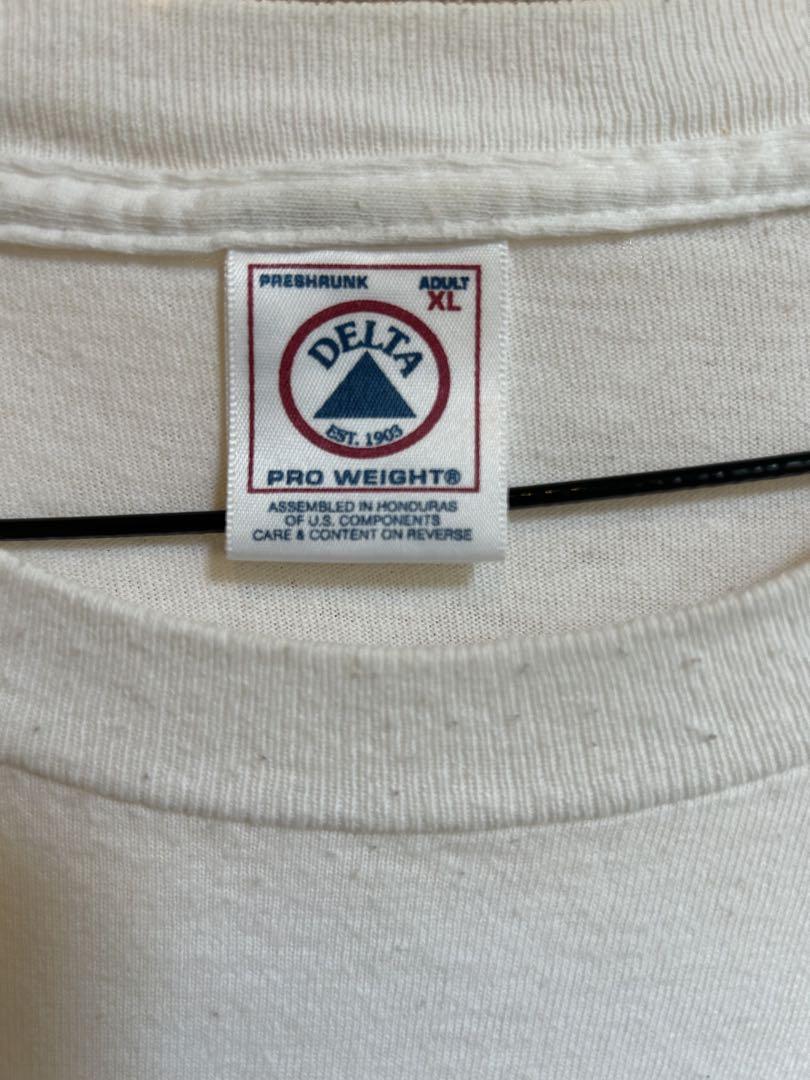 PRESHRUNK ADULT
XL
DELTA
EST. 1903
PRO WEIGHT®
ASSEMBLED IN HONDURAS
OF U.S. COMPONENTS
CARE & CONTENT ON REVERSE